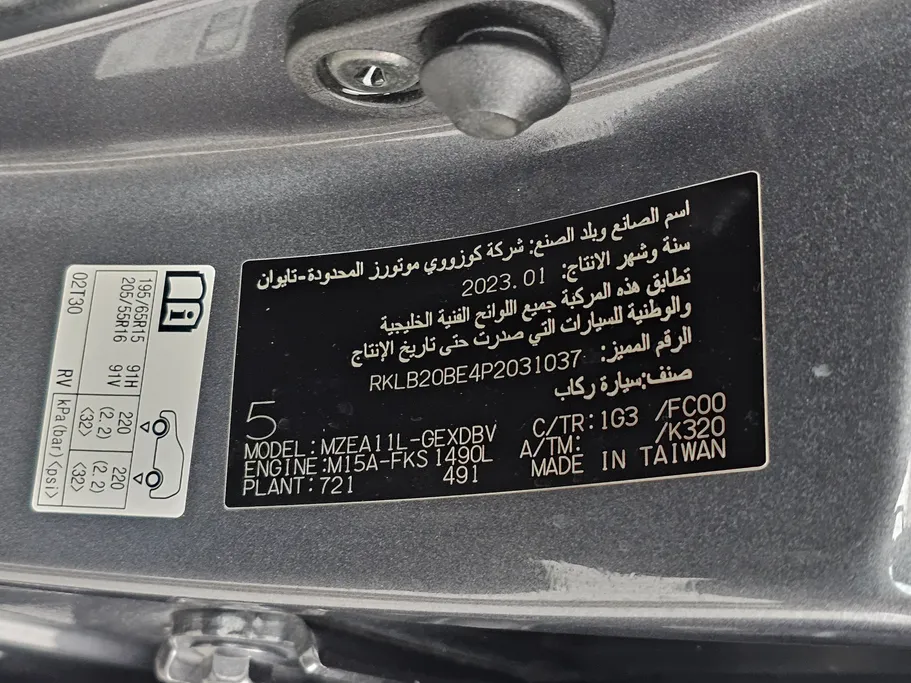 اسم الصانع وبلد الصنع: شركة كوزووي موتورز المحدودة-تايوان
سنة وشهر الانتاج: 2023.01
تطابق هذه المركبة جميع اللوائح الفنية الخليجية
والوطنية للسيارات التي صدرت حتى تاريخ الإنتاج
الرقم المميز: RKLB20BE4P2031037
صنف:سيارة ركاب
5
MODEL:MZEA11L-GEXDBV C/TR:1G3 /FC00
ENGINE:M15A-FKS 1490L A/TM: /K320
PLANT:721 491 MADE IN TAIWAN
195/65R15 91H 220 (2.2) <32> 220 (2.2) <32>
205/55R16 91V
02T30 RV kPa(bar)<psi>